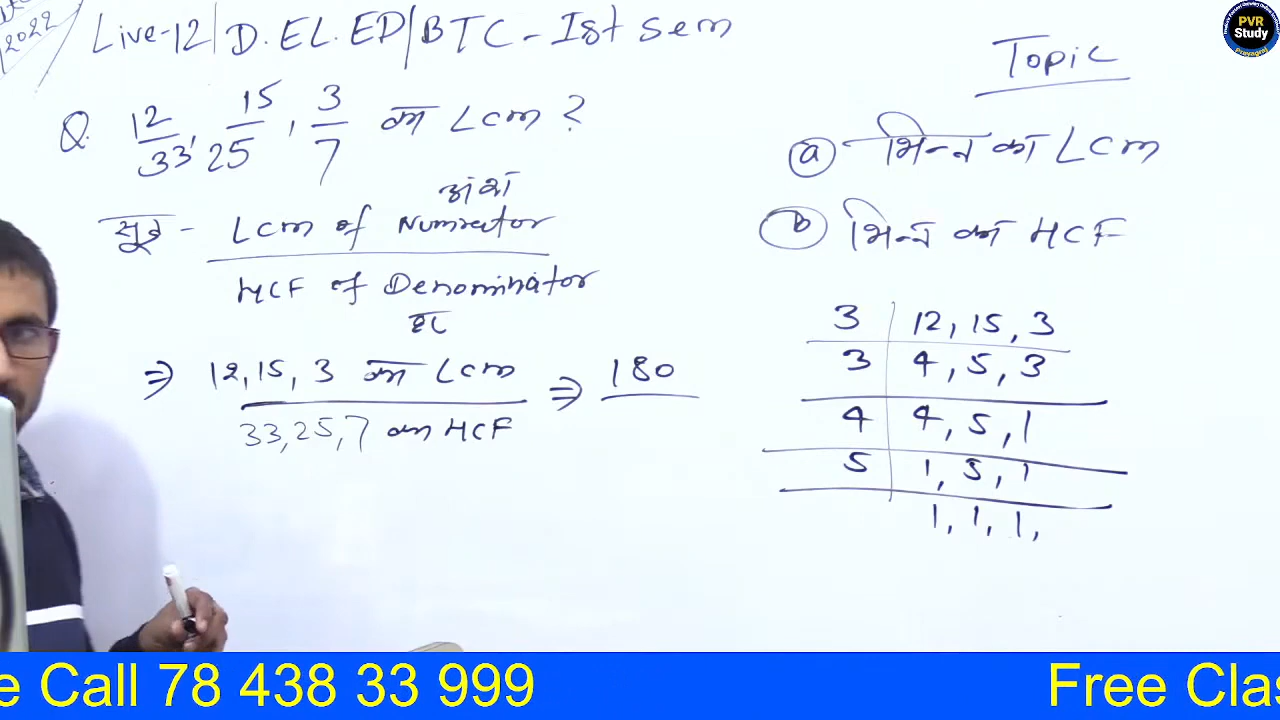 2022
Live-12 | D.EL.ED | BTC - Ist Sem
Q. 12/33, 15/25, 3/7 का LCM ?
अंश
सूत्र - LCM of Numrector
HCF of Denominator
हर
⇒ 12, 15, 3 का LCM ⇒ 180
33, 25, 7 का HCF
Topic
(a) भिन्न का LCM
(b) भिन्न का HCF
3 | 12, 15, 3
3 | 4, 5, 3
4 | 4, 5, 1
5 | 1, 5, 1
1, 1, 1,
PVR
Study
Prayagraj
e Call 78 438 33 999 Free Clas